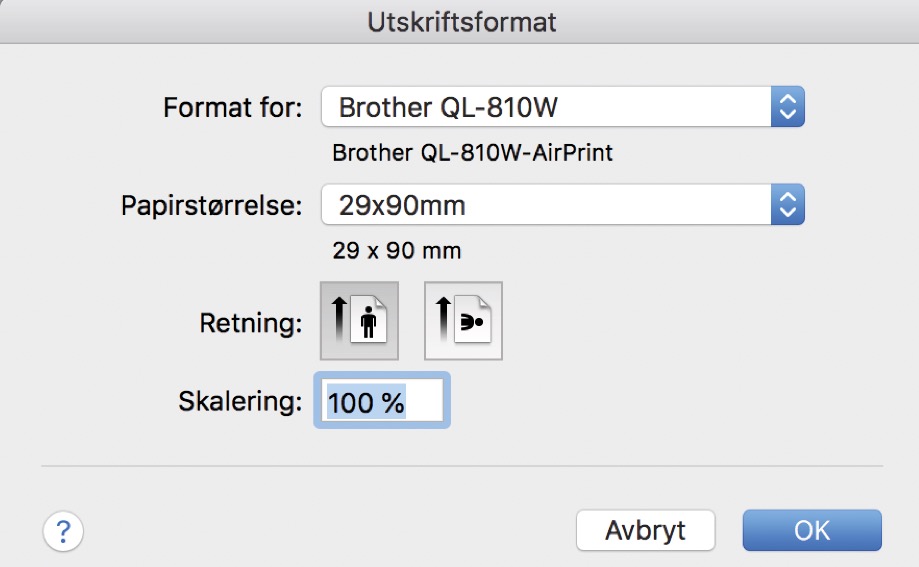 Utskriftsformat
Format for: Brother QL-810W
Brother QL-810W-AirPrint
Papirstørrelse: 29x90mm
29 x 90 mm
Retning:
Skalering: 100 %
? Avbryt OK